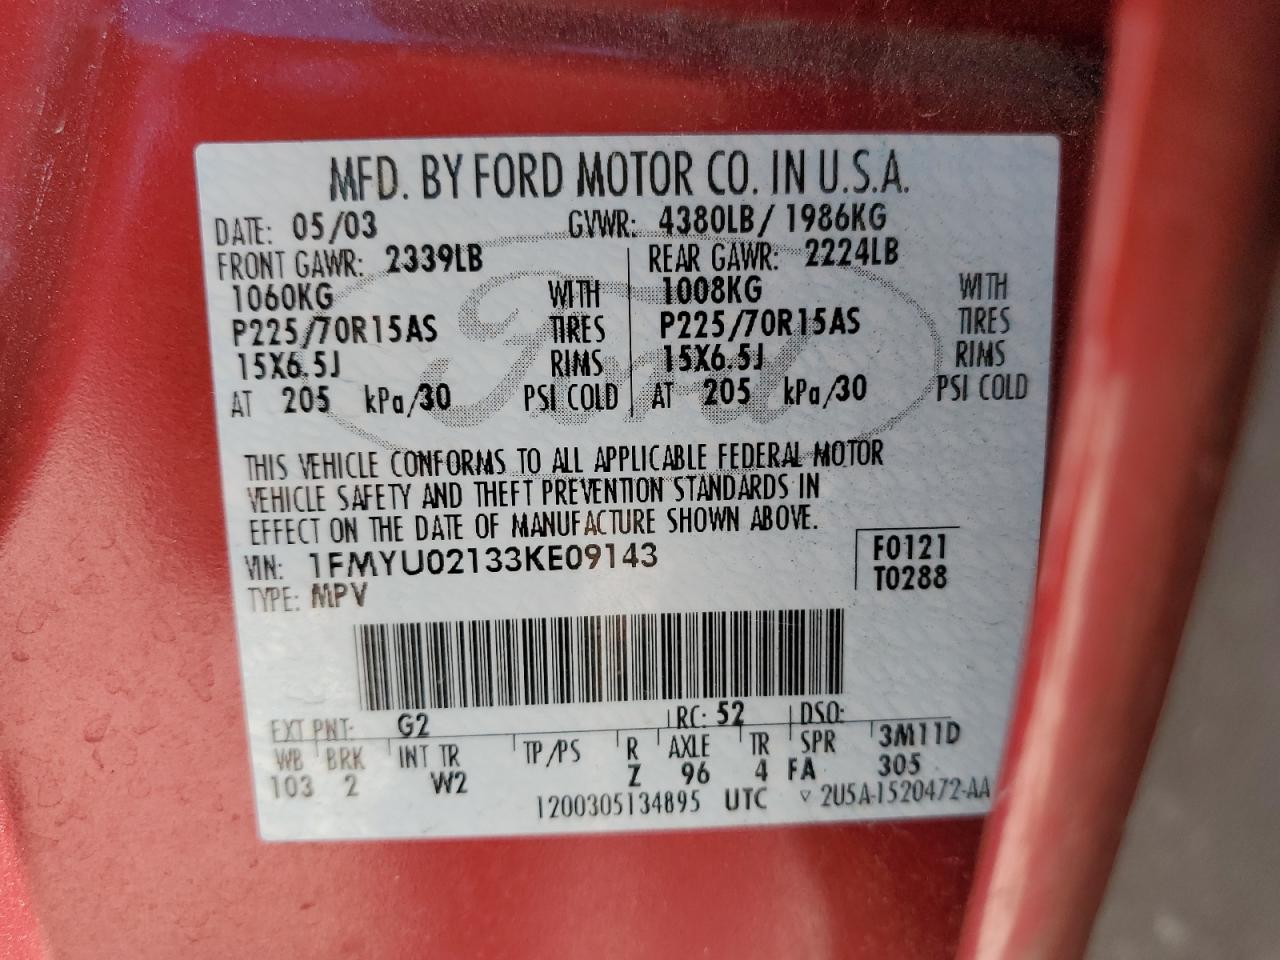 MFD. BY FORD MOTOR CO. IN U.S.A.
DATE: 05/03 GVWR: 4380LB/ 1986KG
FRONT GAWR: 2339LB REAR GAWR: 2224LB
1060KG WITH 1008KG WITH
P225/70R15AS TIRES P225/70R15AS TIRES
15X6.5J RIMS 15X6.5J RIMS
AT 205 kPa/30 PSI COLD AT 205 kPa/30 PSI COLD
THIS VEHICLE CONFORMS TO ALL APPLICABLE FEDERAL MOTOR
VEHICLE SAFETY AND THEFT PREVENTION STANDARDS IN
EFFECT ON THE DATE OF MANUFACTURE SHOWN ABOVE.
VIN: 1FMYU02133KE09143 F0121
TYPE: MPV T0288
EXT PNT: G2 RC: 52 DSO:
WB BRK INT TR TP/PS R AXLE TR SPR 3M11D
103 2 W2 Z 96 4 FA 305
1200305134895 UTC ▽ 2U5A-1520472-AA
Ford